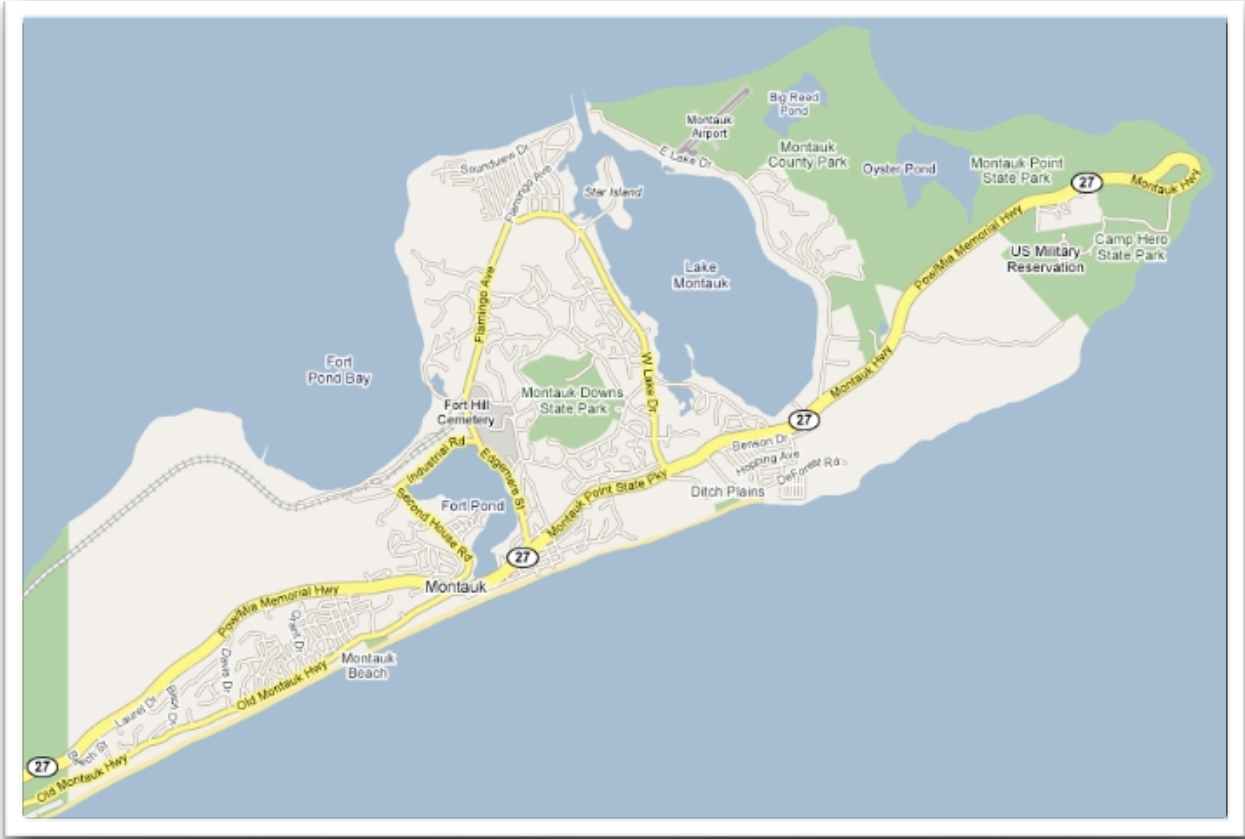 Big Reed
Pond
Montauk
Airport
Montauk
County Park
E Lake Dr
Soundview Dr
Flamingo Ave
Star Island
Oyster Pond
Montauk Point
State Park
27
Montauk Hwy
Pow/Mia Memorial Hwy
US Military
Reservation
Camp Hero
State Park
Lake
Montauk
Flamingo Ave
W Lake Dr
Montauk Hwy
Fort
Pond Bay
Montauk Downs
State Park
Fort Hill
Cemetery
27
Benson Dr
Hopping Ave
DeForest Rd
Ditch Plains
Industrial Rd
Edgemere St
Montauk Point State Pky
Second House Rd
Fort Pond
27
Montauk
Pow/Mia Memorial Hwy
Grant Dr
Davis Dr
Montauk
Beach
Old Montauk Hwy
Laurel Dr
27
Old Montauk Hwy